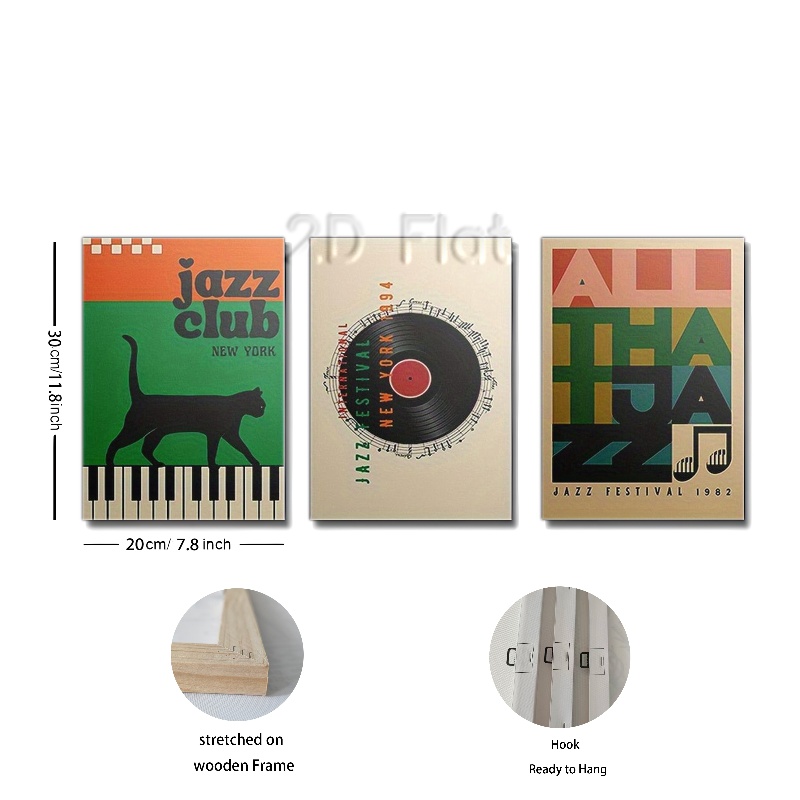 2D Flat
jazz
club
NEW YORK
INTERNATIONAL
JAZZ FESTIVAL
NEW YORK 1994
ALL
THA
TJA
ZZ
JAZZ FESTIVAL 1982
30cm/11.8inch
20cm/ 7.8 inch
stretched on
wooden Frame
Hook
Ready to Hang